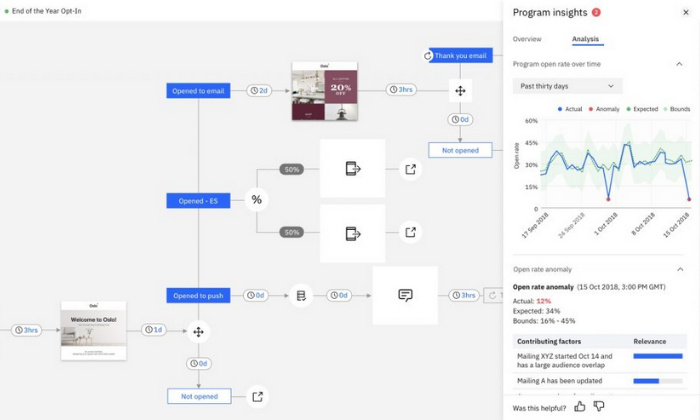 End of the Year Opt-In
Thank you email
Opened to email
2d
Oslo
20%
OFF
3hrs
0d
Not opened
50%
Opened - ES
%
50%
Opened to push
0d
0d
3hrs
Oslo
Welcome to Oslo!
3hrs
1d
0d
Not opened
Program insights 2
Overview
Analysis
Program open rate over time
Past thirty days
Actual
Anomaly
Expected
Bounds
60%
45%
30%
15%
0
Open rate
17 Sep 2018
24 Sep 2018
1 Oct 2018
8 Oct 2018
15 Oct 2018
Open rate anomaly
Open rate anomaly (15 Oct 2018, 3:00 PM GMT)
Actual: 12%
Expected: 34%
Bounds: 16% - 45%
Contributing factors Relevance
Mailing XYZ started Oct 14 and
has a large audience overlap
Mailing A has been updated
Was this helpful?